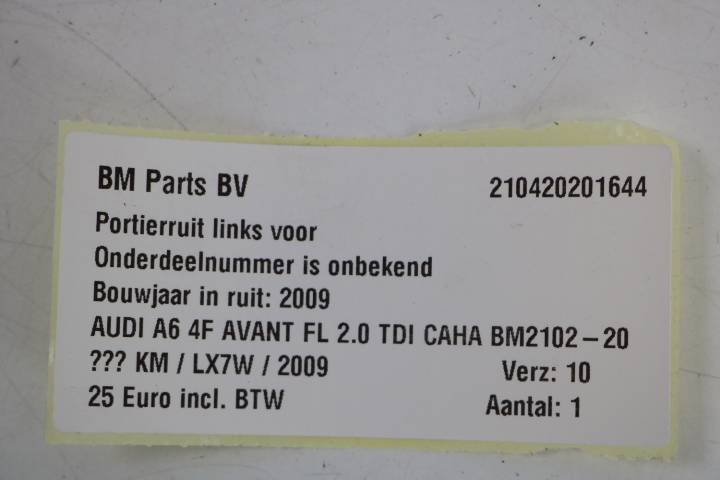 BM Parts BV 210420201644
Portierruit links voor
Onderdeelnummer is onbekend
Bouwjaar in ruit: 2009
AUDI A6 4F AVANT FL 2.0 TDI CAHA BM2102-20
??? KM / LX7W / 2009 Verz: 10
25 Euro incl. BTW Aantal: 1